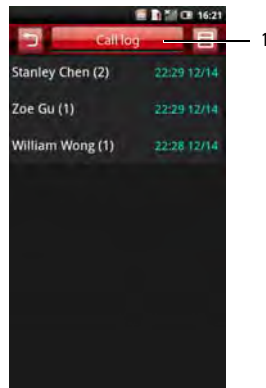 16:21
Call log 1
Stanley Chen (2) 22:29 12/14
Zoe Gu (1) 22:29 12/14
William Wong (1) 22:28 12/14